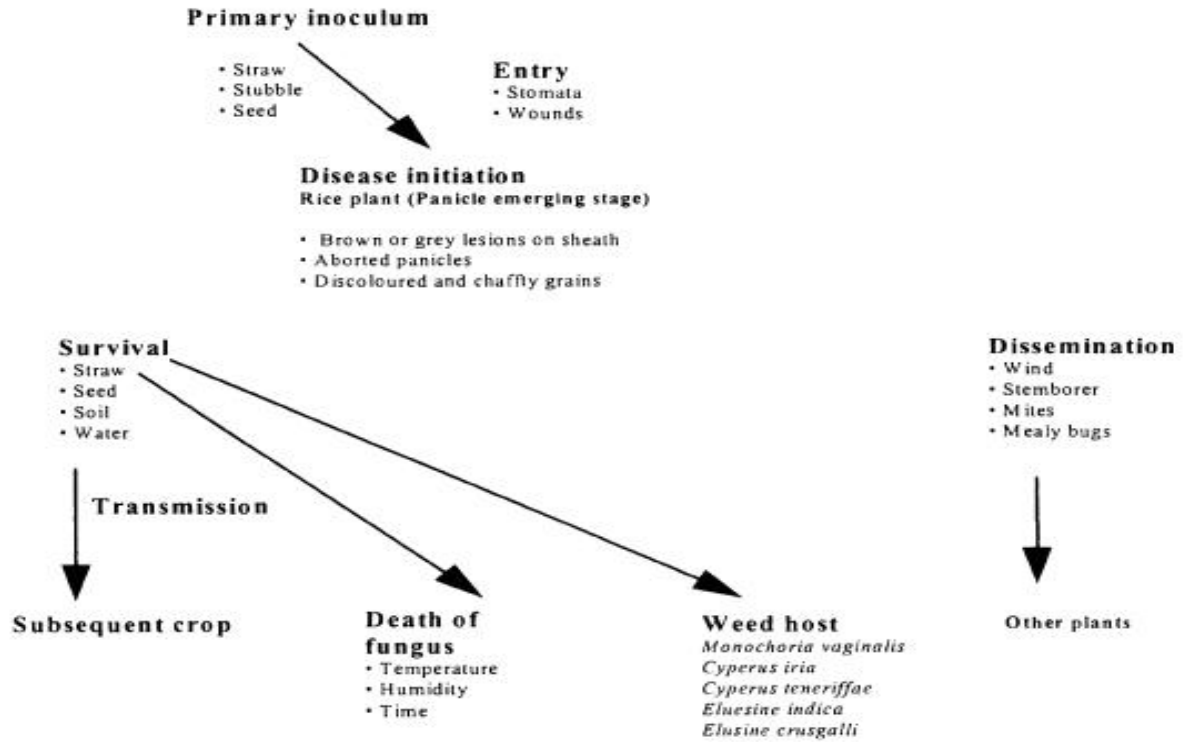 Primary inoculum
• Straw
• Stubble
• Seed
Entry
• Stomata
• Wounds
Disease initiation
Rice plant (Panicle emerging stage)
• Brown or grey lesions on sheath
• Aborted panicles
• Discoloured and chaffty grains
Survival
• Straw
• Seed
• Soil
• Water
Dissemination
• Wind
• Stemborer
• Mites
• Mealy bugs
Transmission
Subsequent crop
Death of
fungus
• Temperature
• Humidity
• Time
Weed host
Monochoria vaginalis
Cyperus iria
Cyperus teneriffae
Eluesine indica
Elusine crusgalli
Other plants